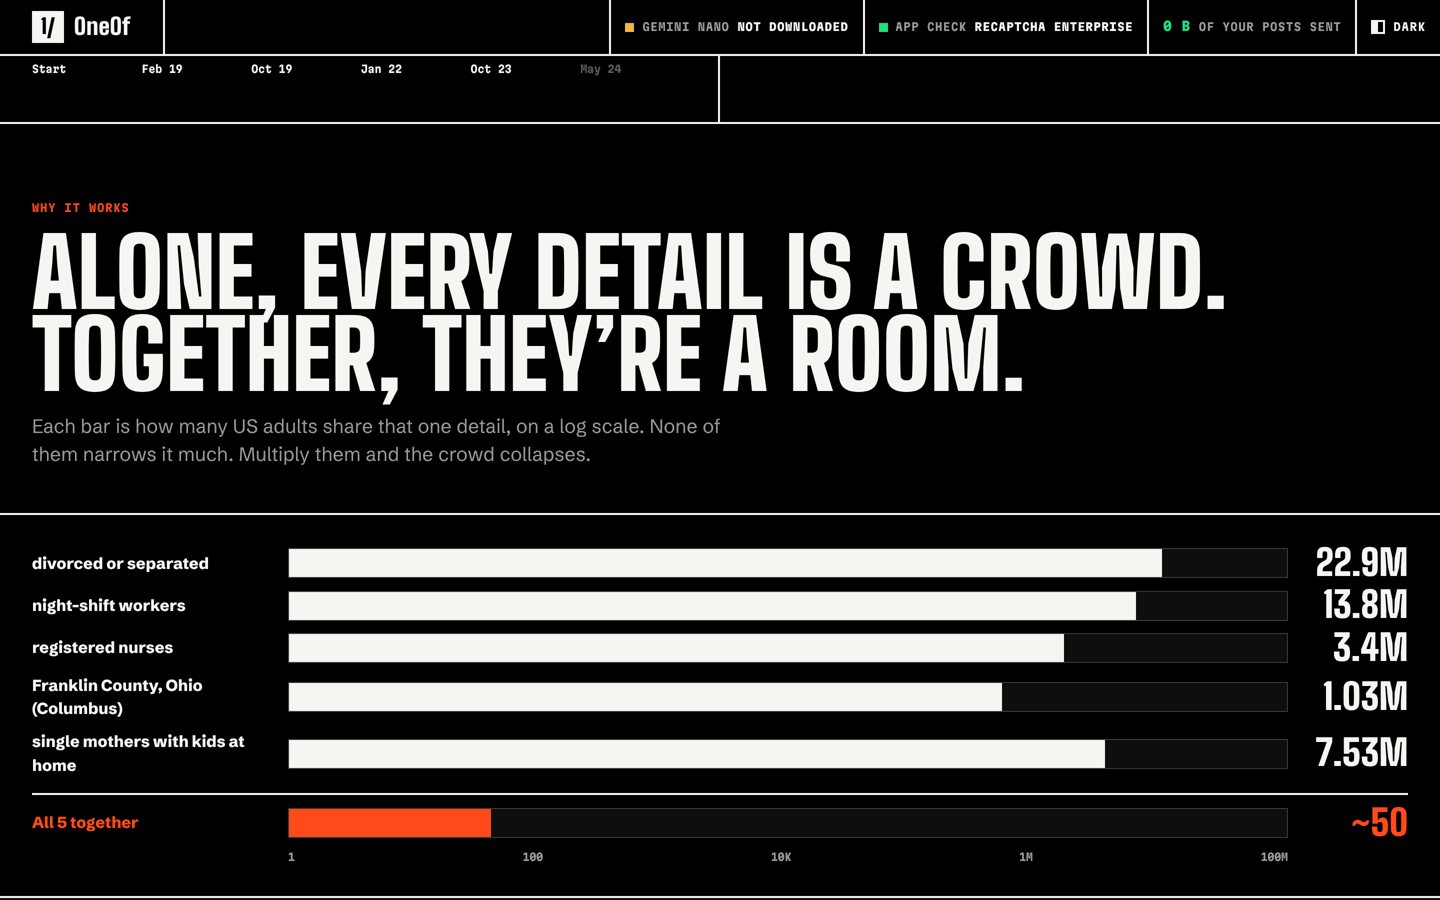 1/ OneOf
GEMINI NANO NOT DOWNLOADED
APP CHECK RECAPTCHA ENTERPRISE
0 B OF YOUR POSTS SENT
DARK
Start Feb 19 Oct 19 Jan 22 Oct 23 May 24
WHY IT WORKS
ALONE, EVERY DETAIL IS A CROWD.
TOGETHER, THEY’RE A ROOM.
Each bar is how many US adults share that one detail, on a log scale. None of
them narrows it much. Multiply them and the crowd collapses.
divorced or separated 22.9M
night-shift workers 13.8M
registered nurses 3.4M
Franklin County, Ohio
(Columbus) 1.03M
single mothers with kids at
home 7.53M
All 5 together ~50
1 100 10K 1M 100M